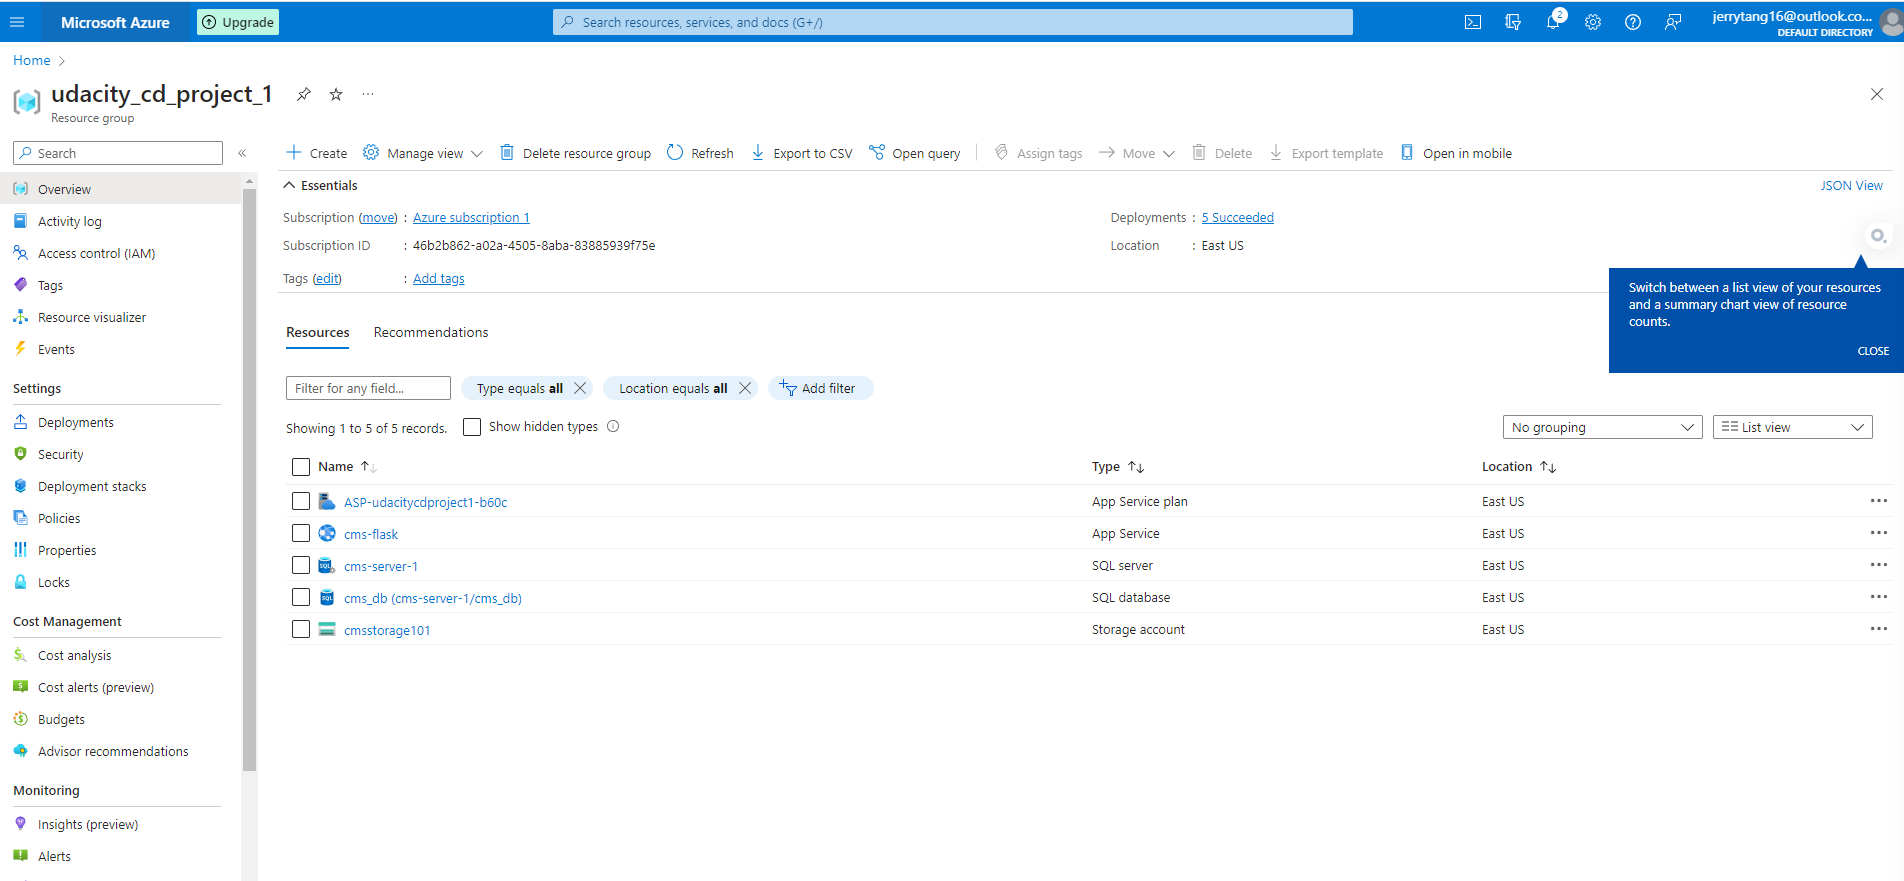 Microsoft Azure
Upgrade
Search resources, services, and docs (G+/)
2
jerrytang16@outlook.co...
DEFAULT DIRECTORY
Home
udacity_cd_project_1
Resource group
Search
Create
Manage view
Delete resource group
Refresh
Export to CSV
Open query
Assign tags
Move
Delete
Export template
Open in mobile
Overview
Activity log
Access control (IAM)
Tags
Resource visualizer
Events
Settings
Deployments
Security
Deployment stacks
Policies
Properties
Locks
Cost Management
Cost analysis
Cost alerts (preview)
Budgets
Advisor recommendations
Monitoring
Insights (preview)
Alerts
Essentials
JSON View
Subscription (move) : Azure subscription 1
Deployments : 5 Succeeded
Subscription ID : 46b2b862-a02a-4505-8aba-83885939f75e
Location : East US
Tags (edit) : Add tags
Switch between a list view of your resources
and a summary chart view of resource
counts.
CLOSE
Resources
Recommendations
Filter for any field...
Type equals all
Location equals all
Add filter
Showing 1 to 5 of 5 records.
Show hidden types
No grouping
List view
Name Type Location
ASP-udacitycdproject1-b60c App Service plan East US
cms-flask App Service East US
cms-server-1 SQL server East US
cms_db (cms-server-1/cms_db) SQL database East US
cmsstorage101 Storage account East US